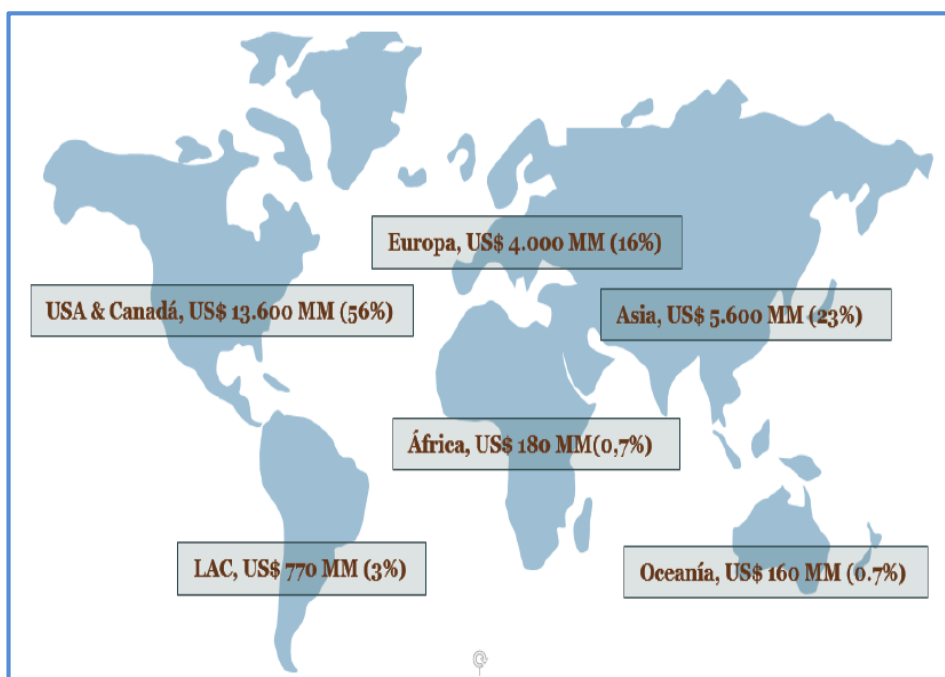 Europa, US$ 4.000 MM (16%)
USA & Canadá, US$ 13.600 MM (56%)
Asia, US$ 5.600 MM (23%)
África, US$ 180 MM(0,7%)
LAC, US$ 770 MM (3%)
Oceanía, US$ 160 MM (0.7%)